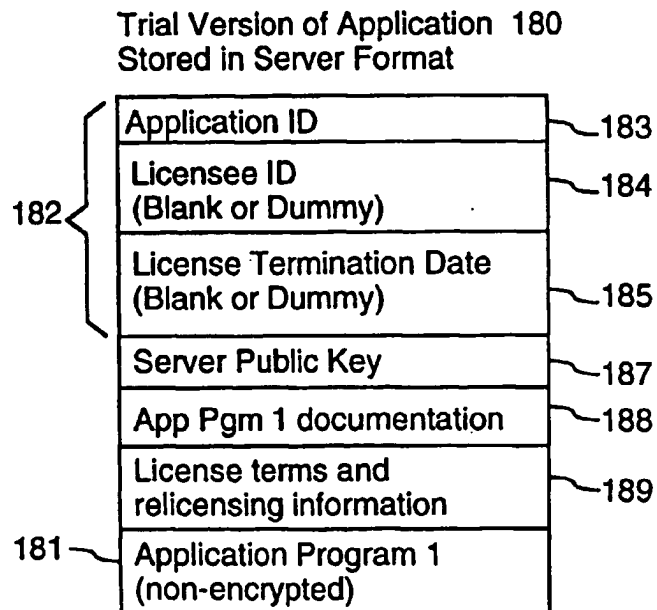 Trial Version of Application 180
Stored in Server Format
Application ID
183
Licensee ID
(Blank or Dummy)
184
182
License Termination Date
(Blank or Dummy)
185
Server Public Key
187
App Pgm 1 documentation
188
License terms and
relicensing information
189
181
Application Program 1
(non-encrypted)